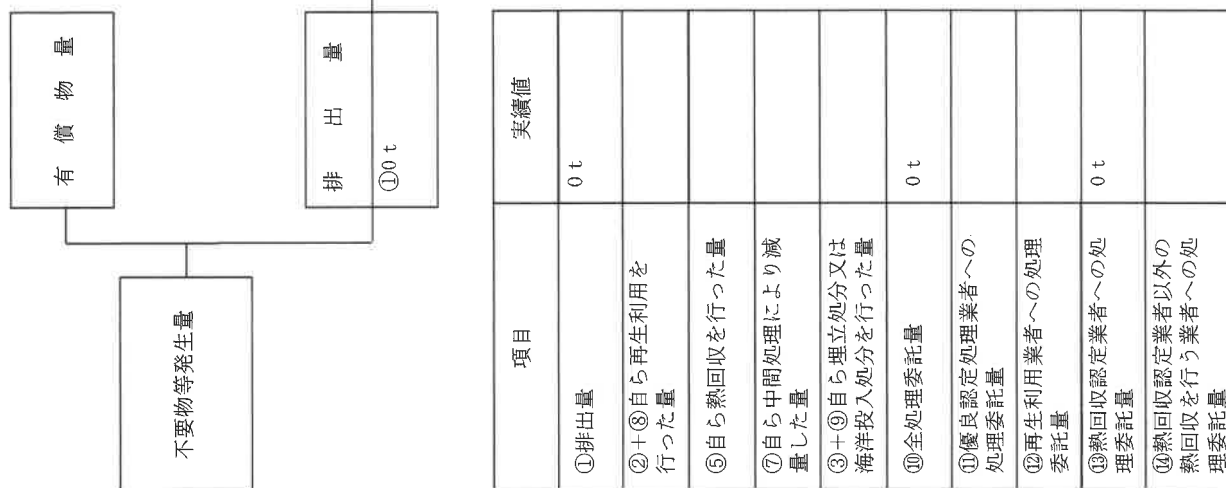 有償物量
不要物等発生量
排出量
①0 t
項目
実績値
①排出量
0 t
②+⑧自ら再生利用を
行った量
⑤自ら熱回収を行った量
⑦自ら中間処理により減
量した量
③+⑨自ら埋立処分又は
海洋投入処分を行った量
⑩全処理委託量
0 t
⑪優良認定処理業者への
処理委託量
⑫再生利用業者への処理
委託量
⑬熱回収認定業者への処
理委託量
0 t
⑭熱回収認定業者以外の
熱回収を行う業者への処
理委託量